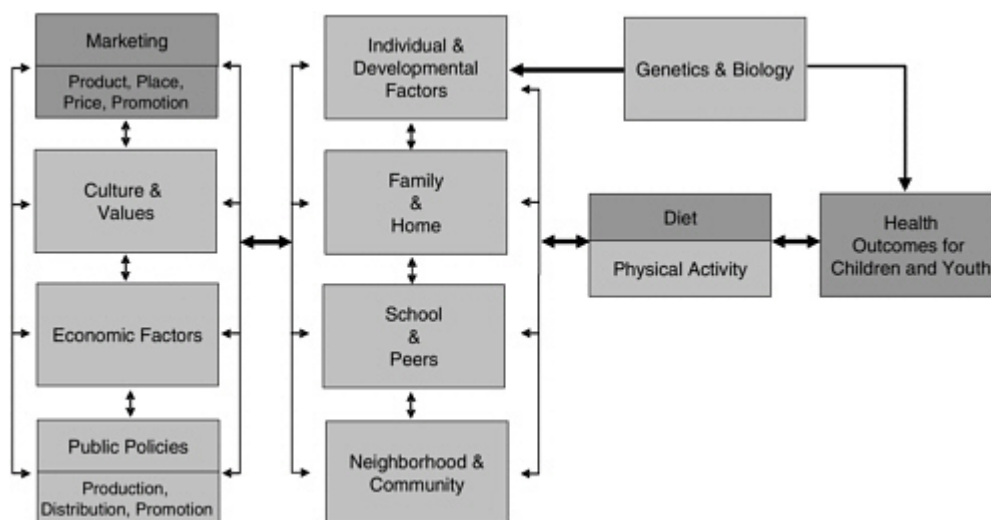 Marketing
Product, Place,
Price, Promotion
Culture &
Values
Economic Factors
Public Policies
Production,
Distribution, Promotion
Individual &
Developmental
Factors
Family
&
Home
School
&
Peers
Neighborhood &
Community
Genetics & Biology
Diet
Physical Activity
Health
Outcomes for
Children and Youth